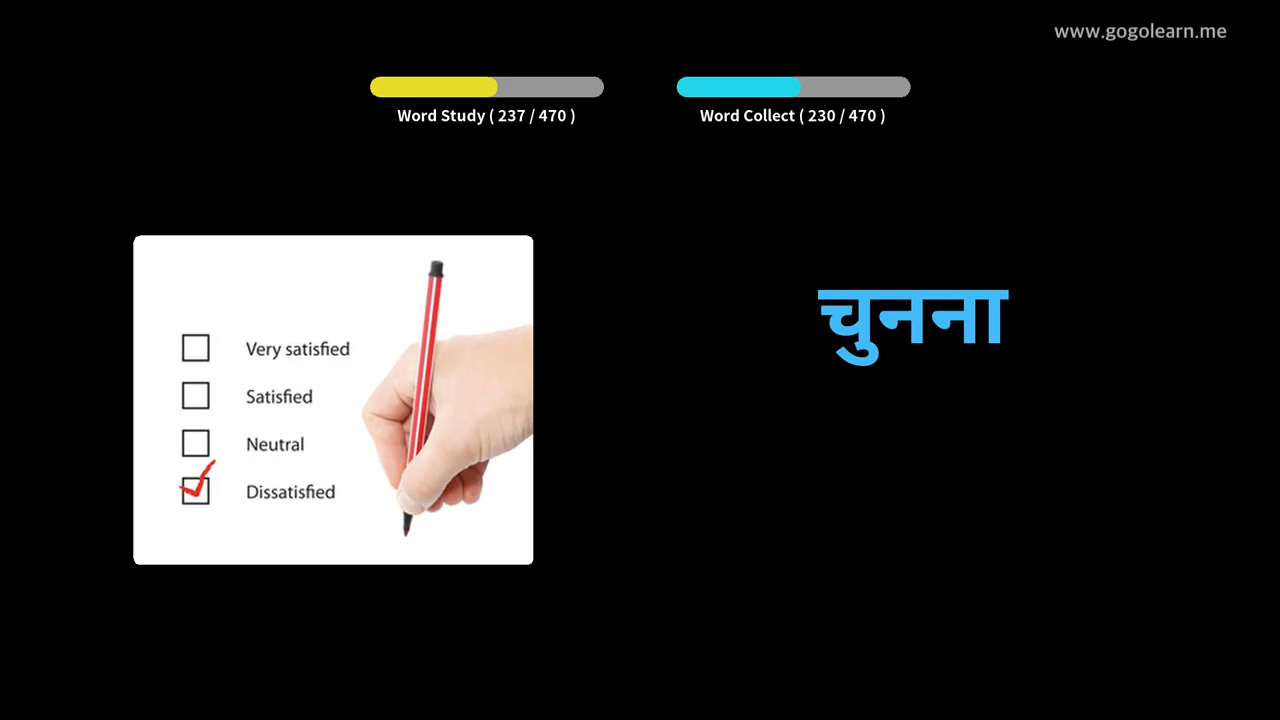 www.gogolearn.me
Word Study ( 237 / 470 )
Word Collect ( 230 / 470 )
Very satisfied
Satisfied
Neutral
Dissatisfied
चुनना